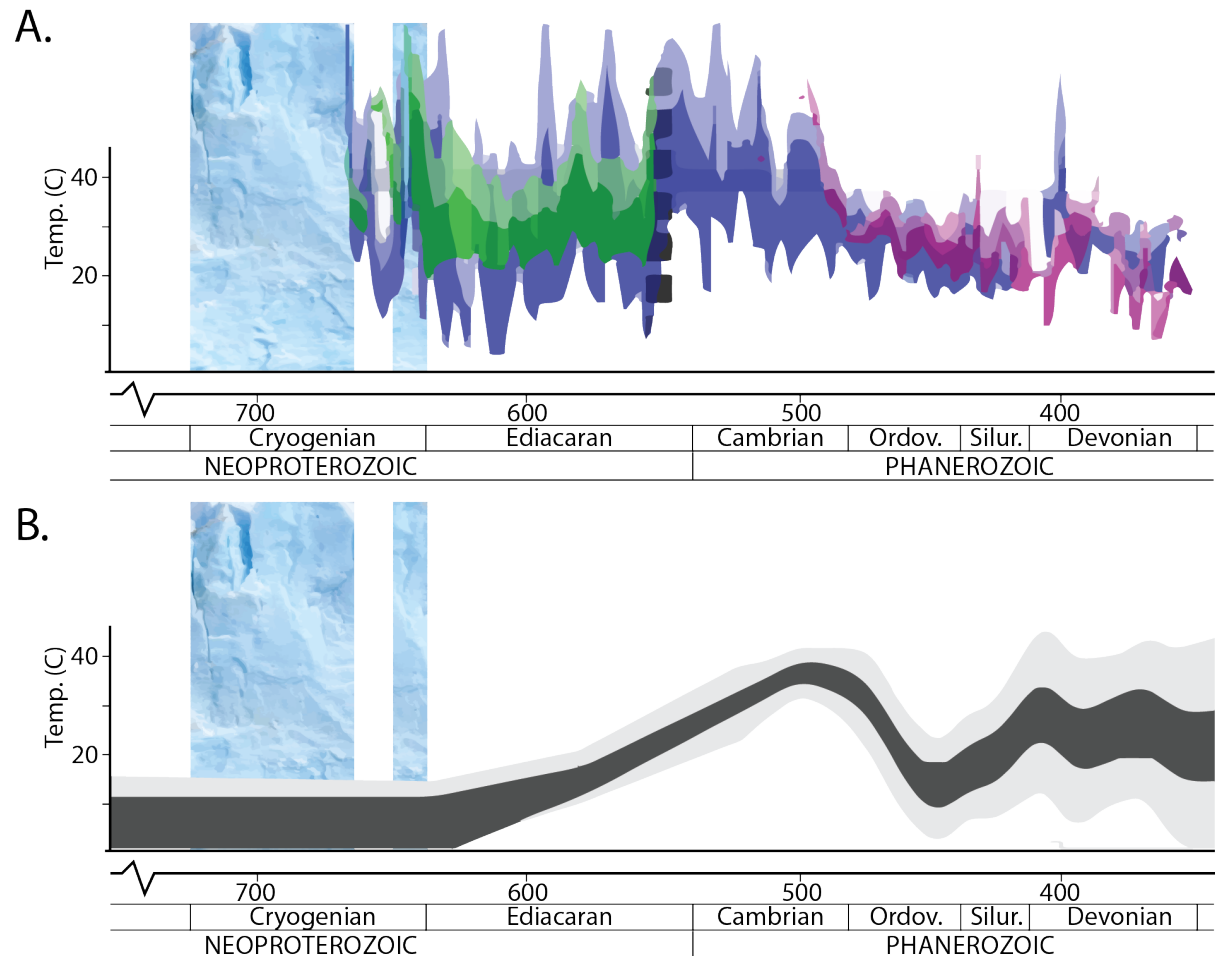 A.
Temp. (C)
40
20
700 600 500 400
Cryogenian Ediacaran Cambrian Ordov. Silur. Devonian
NEOPROTEROZOIC PHANEROZOIC
B.
Temp. (C)
40
20
700 600 500 400
Cryogenian Ediacaran Cambrian Ordov. Silur. Devonian
NEOPROTEROZOIC PHANEROZOIC